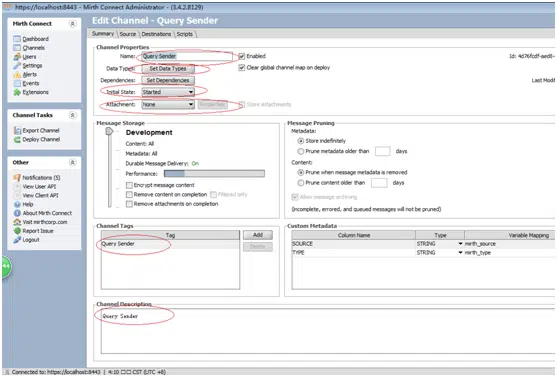 https://localhost:8443 - Mirth Connect Administrator - (3.4.2.8129)
Mirth Connect
Dashboard
Channels
Users
Settings
Alerts
Events
Extensions
Channel Tasks
Export Channel
Deploy Channel
Other
Notifications (5)
View User API
View Client API
Help
About Mirth Connect
Visit mirthcorp.com
Report Issue
Logout
44
Edit Channel - Query Sender
Summary Source Destinations Scripts
Channel Properties
Name: Query Sender Enabled
Data Types: Set Data Types Clear global channel map on deploy
Dependencies: Set Dependencies
Initial State: Started
Attachment: None Properties Store Attachments
Last Modif
Message Storage
Development
Content: All
Metadata: All
Durable Message Delivery: On
Performance:
Encrypt message content
Remove content on completion Filtered only
Remove attachments on completion
Message Pruning
Metadata:
Store indefinitely
Prune metadata older than days
Content:
Prune when message metadata is removed
Prune content older than days
Allow message archiving
(incomplete, errored, and queued messages will not be pruned)
Channel Tags
Tag
Query Sender
Add
Delete
Custom Metadata
Column Name Type Variable Mapping
SOURCE STRING mirth_source
TYPE STRING mirth_type
Channel Description
Query Sender
Connected to: https://localhost:8443 | 4:10 CST (UTC +8)